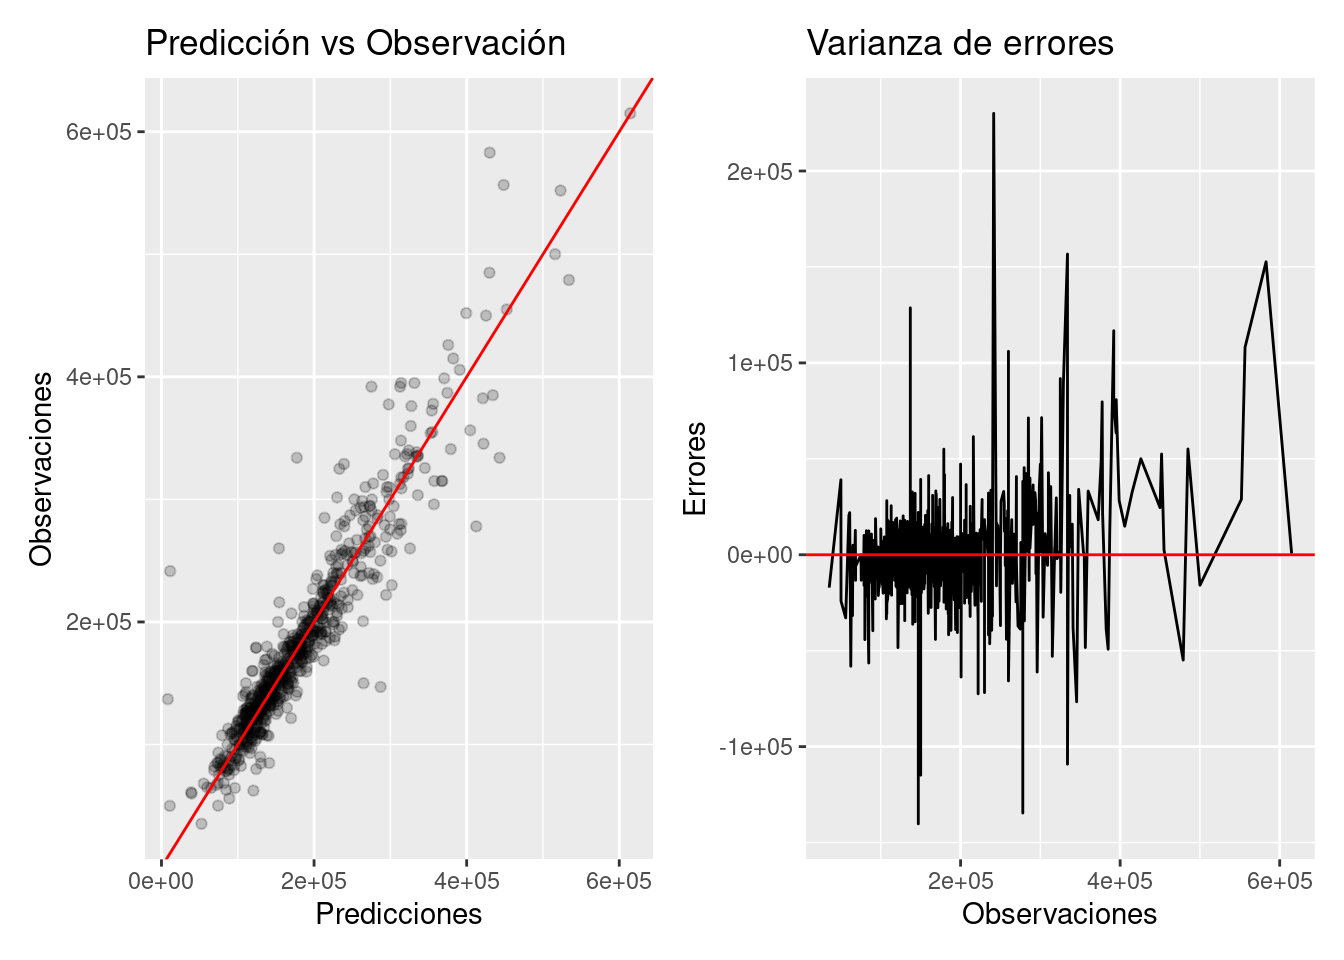 Predicción vs Observación
6e+05
4e+05
2e+05
Observaciones
0e+00 2e+05 4e+05 6e+05
Predicciones
Varianza de errores
2e+05
1e+05
0e+00
-1e+05
Errores
2e+05 4e+05 6e+05
Observaciones